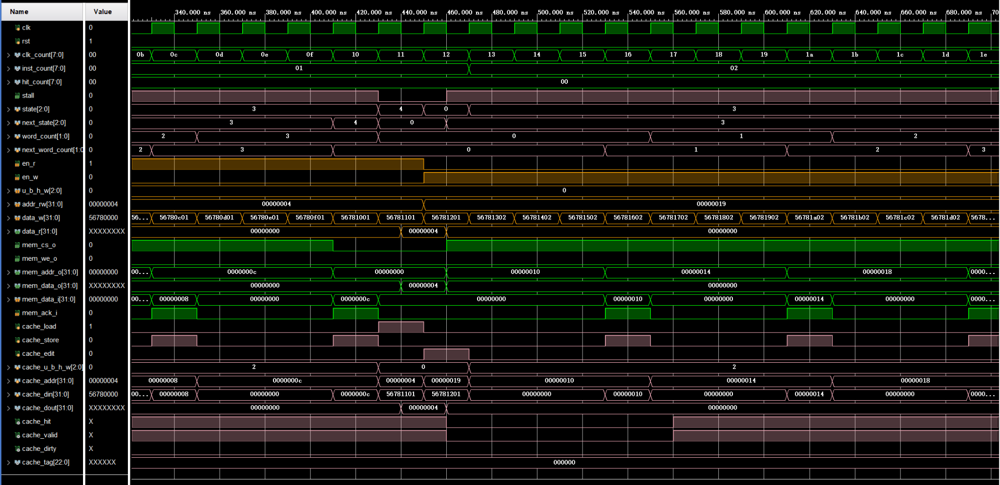 Name Value 340.000 ns 360.000 ns 380.000 ns 400.000 ns 420.000 ns 440.000 ns 460.000 ns 480.000 ns 500.000 ns 520.000 ns 540.000 ns 560.000 ns 580.000 ns 600.000 ns 620.000 ns 640.000 ns 660.000 ns 680.000 ns 70
clk 0
rst 1
clk_count[7:0] 00 0b 0c 0d 0e 0f 10 11 12 13 14 15 16 17 18 19 1a 1b 1c 1d 1e
inst_count[7:0] 00 01 02
hit_count[7:0] 00 00
stall 0
state[2:0] 0 3 4 0 3
next_state[2:0] 0 3 4 0 3
word_count[1:0] 0 2 3 0 1 2
next_word_count[1:0 0 2 3 0 1 2 3
en_r 1
en_w 0
u_b_h_w[2:0] 0 0
addr_rw[31:0] 00000004 00000004 00000019
data_w[31:0] 56780000 56... 56780c01 56780d01 56780e01 56780f01 56781001 56781101 56781201 56781302 56781402 56781502 56781602 56781702 56781802 56781902 56781a02 56781b02 56781c02 56781d02 5678...
data_r[31:0] XXXXXXXX 00000000 00000004 00000000
mem_cs_o 0
mem_we_o 0
mem_addr_o[31:0] 00000000 00... 0000000c 00000000 00000010 00000014 00000018 0000...
mem_data_o[31:0] XXXXXXXX 00000000 00000004 00000000
mem_data_i[31:0] 00000000 00... 00000008 00000000 0000000c 00000000 00000010 00000000 00000014 00000000 0000...
mem_ack_i 0
cache_load 1
cache_store 0
cache_edit 0
cache_u_b_h_w[2:0] 0 2 0 2
cache_addr[31:0] 00000004 00000008 0000000c 00000004 00000019 00000010 00000014 00000018
cache_din[31:0] 56780000 00... 00000008 00000000 0000000c 56781101 56781201 00000000 00000010 00000000 00000014 00000000 0000...
cache_dout[31:0] XXXXXXXX 00000000 00000004 00000000
cache_hit X
cache_valid X
cache_dirty X
cache_tag[22:0] XXXXXX 000000